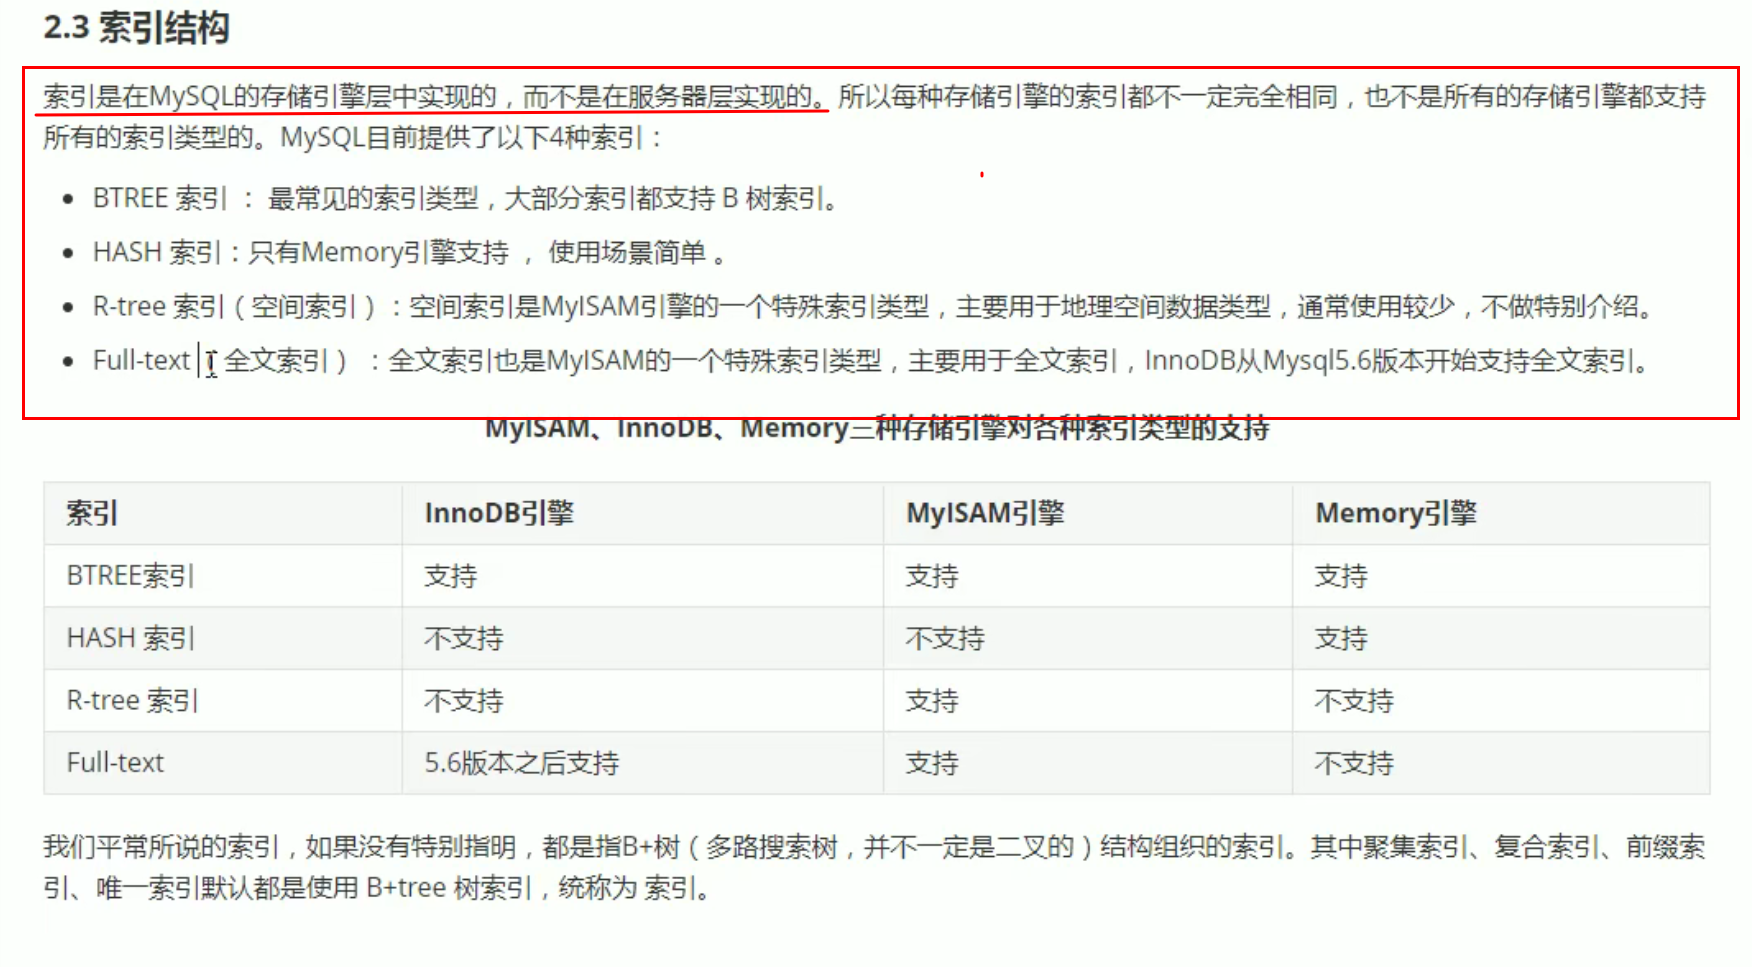 2.3 索引结构
索引是在MySQL的存储引擎层中实现的，而不是在服务器层实现的。所以每种存储引擎的索引都不一定完全相同，也不是所有的存储引擎都支持
所有的索引类型的。MySQL目前提供了以下4种索引：
• BTREE 索引 ： 最常见的索引类型，大部分索引都支持 B 树索引。
• HASH 索引：只有Memory引擎支持 ， 使用场景简单 。
• R-tree 索引（空间索引）：空间索引是MyISAM引擎的一个特殊索引类型，主要用于地理空间数据类型，通常使用较少，不做特别介绍。
• Full-text （全文索引） ：全文索引也是MyISAM的一个特殊索引类型，主要用于全文索引，InnoDB从Mysql5.6版本开始支持全文索引。
MyISAM、InnoDB、Memory三种存储引擎对各种索引类型的支持
索引 InnoDB引擎 MyISAM引擎 Memory引擎
BTREE索引 支持 支持 支持
HASH 索引 不支持 不支持 支持
R-tree 索引 不支持 支持 不支持
Full-text 5.6版本之后支持 支持 不支持
我们平常所说的索引，如果没有特别指明，都是指B+树（多路搜索树，并不一定是二叉的）结构组织的索引。其中聚集索引、复合索引、前缀索
引、唯一索引默认都是使用 B+tree 树索引，统称为 索引。